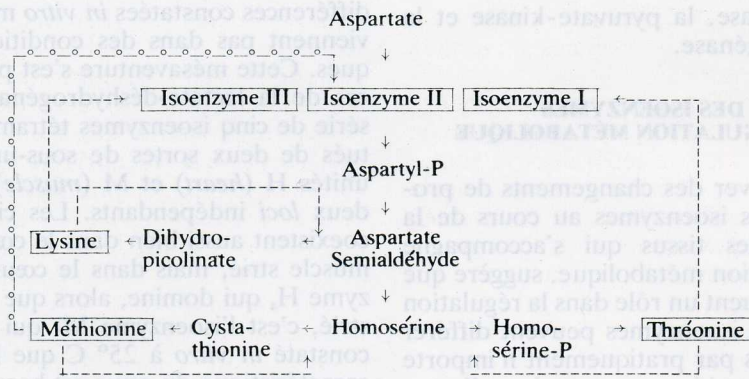 Aspartate
↓
Isoenzyme III Isoenzyme II Isoenzyme I
↓
Aspartyl-P
↓
Lysine ← Dihydro- ← Aspartate
picolinate Semialdéhyde
↓
Méthionine ← Cysta- ← Homosérine → Homo- → Thréonine
thionine sérine-P